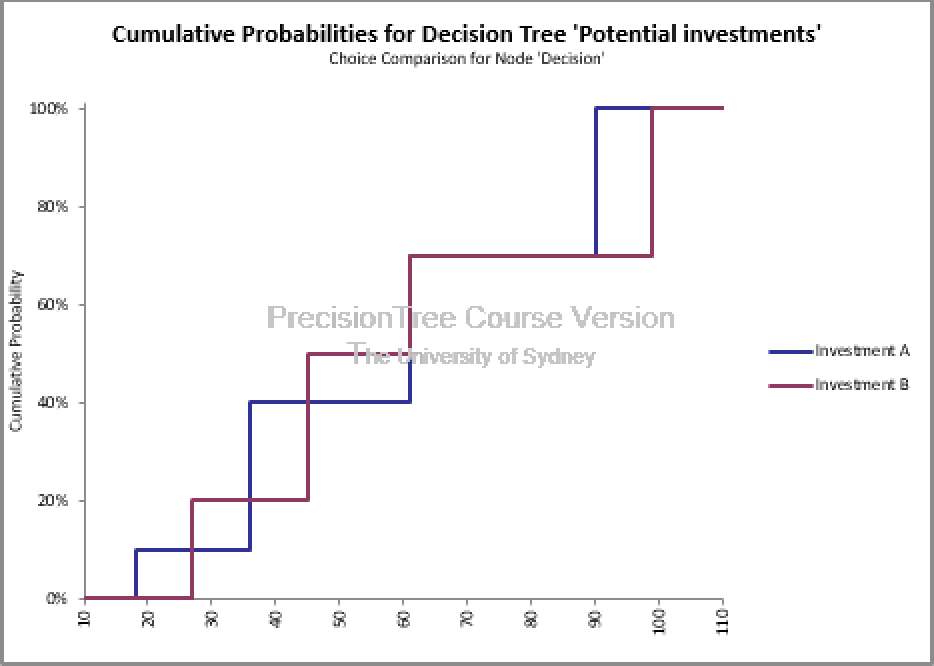 Cumulative Probabilities for Decision Tree 'Potential investments'
Choice Comparison for Node 'Decision'
100%
80%
60%
40%
20%
0%
Cumulative Probability
PrecisionTree Course Version
The University of Sydney
Investment A
Investment B
10
20
30
40
50
60
70
80
90
100
110